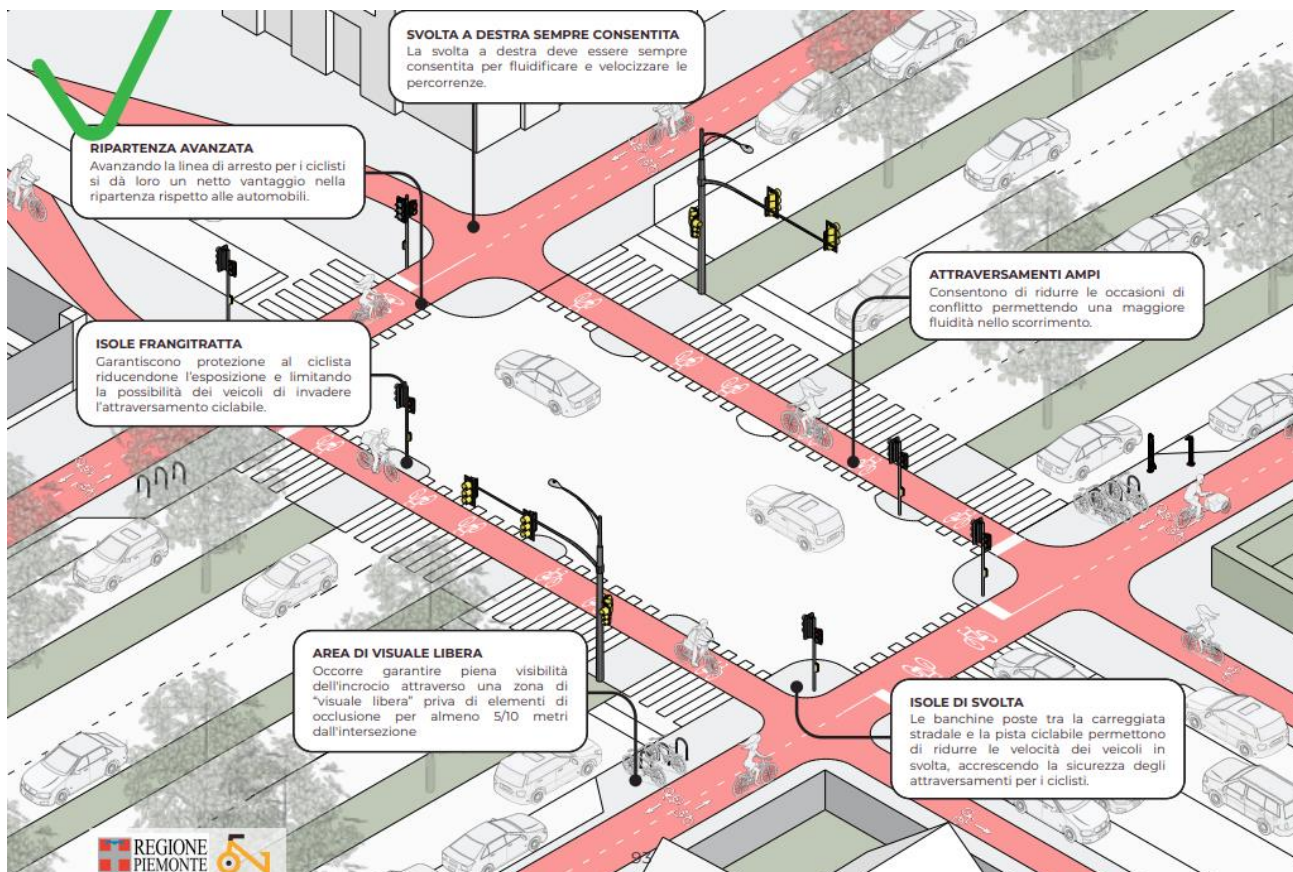 SVOLTA A DESTRA SEMPRE CONSENTITA
La svolta a destra deve essere sempre
consentita per fluidificare e velocizzare le
percorrenze.
RIPARTENZA AVANZATA
Avanzando la linea di arresto per i ciclisti
si dà loro un netto vantaggio nella
ripartenza rispetto alle automobili.
ATTRAVERSAMENTI AMPI
Consentono di ridurre le occasioni di
conflitto permettendo una maggiore
fluidità nello scorrimento.
ISOLE FRANGITRATTA
Garantiscono protezione al ciclista
riducendone l'esposizione e limitando
la possibilità dei veicoli di invadere
l'attraversamento ciclabile.
AREA DI VISUALE LIBERA
Occorre garantire piena visibilità
dell'incrocio attraverso una zona di
"visuale libera" priva di elementi di
occlusione per almeno 5/10 metri
dall'intersezione
ISOLE DI SVOLTA
Le banchine poste tra la carreggiata
stradale e la pista ciclabile permettono
di ridurre le velocità dei veicoli in
svolta, accrescendo la sicurezza degli
attraversamenti per i ciclisti.
REGIONE
PIEMONTE
93